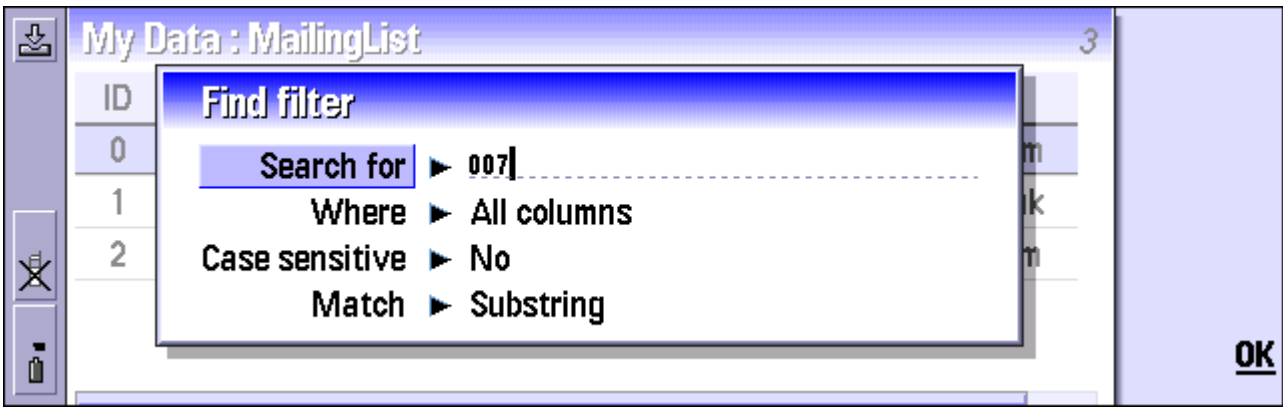 My Data : MailingList 3
ID
Find filter
0
Search for 007
m
1
Where All columns
uk
2
Case sensitive No
m
Match Substring
OK